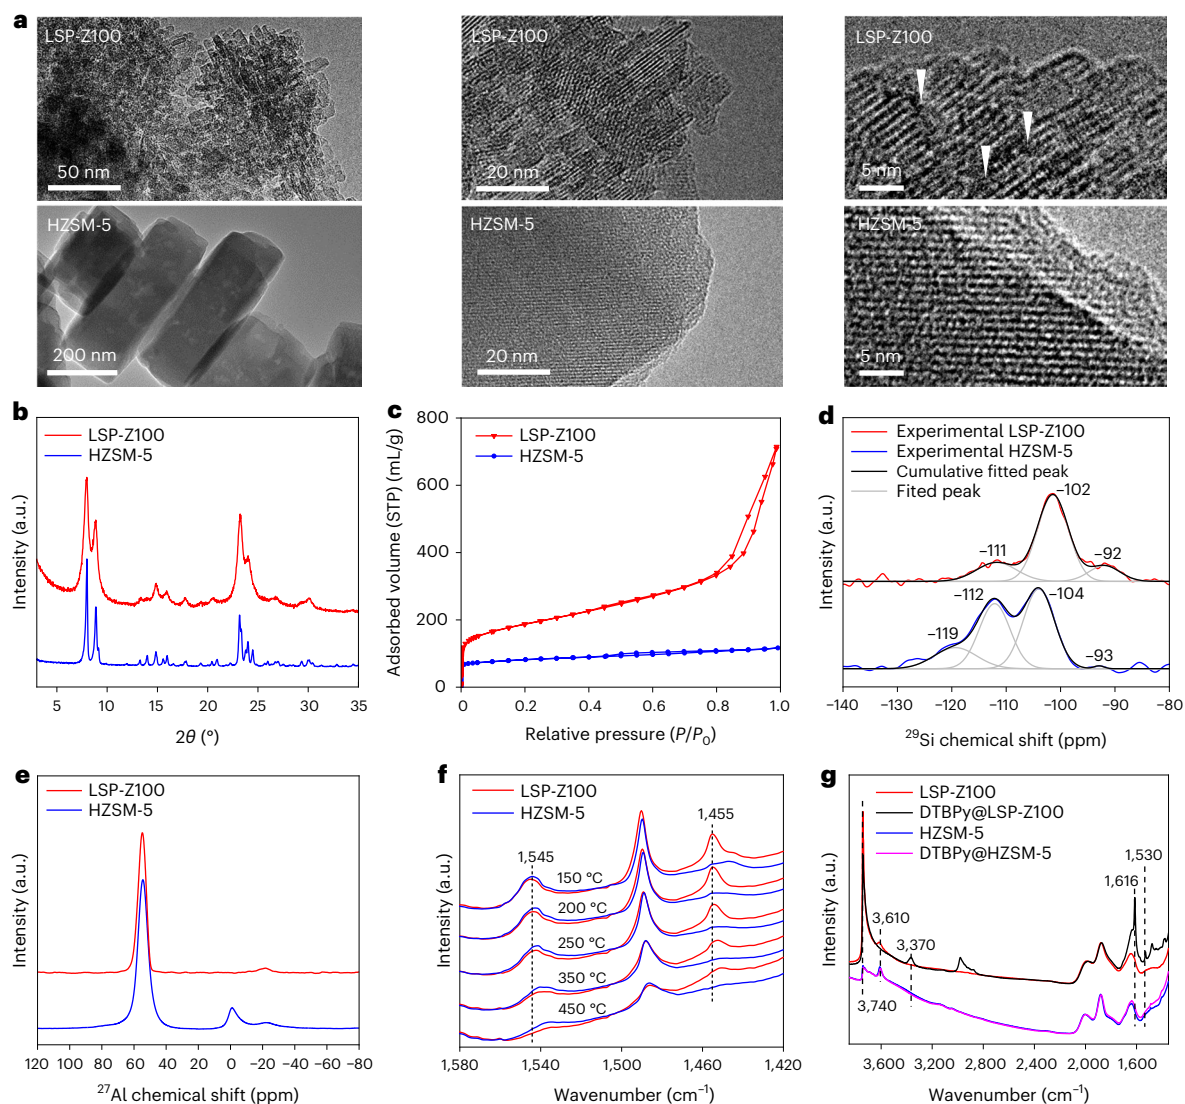 a
LSP-Z100
50 nm
LSP-Z100
20 nm
LSP-Z100
5 nm
HZSM-5
200 nm
HZSM-5
20 nm
HZSM-5
5 nm
b
LSP-Z100
HZSM-5
Intensity (a.u.)
5 10 15 20 25 30 35
2θ (°)
c
LSP-Z100
HZSM-5
Adsorbed volume (STP) (mL/g)
800
600
400
200
0
0 0.2 0.4 0.6 0.8 1.0
Relative pressure (P/P0)
d
Experimental LSP-Z100
Experimental HZSM-5
Cumulative fitted peak
Fited peak
−102
−111
−92
−112
−104
−119
−93
Intensity (a.u.)
−140 −130 −120 −110 −100 −90 −80
29Si chemical shift (ppm)
e
LSP-Z100
HZSM-5
Intensity (a.u.)
120 100 80 60 40 20 0 −20 −40 −60 −80
27Al chemical shift (ppm)
f
LSP-Z100
HZSM-5
1,455
1,545
150 °C
200 °C
250 °C
350 °C
450 °C
Intensity (a.u.)
1,580 1,540 1,500 1,460 1,420
Wavenumber (cm−1)
g
LSP-Z100
DTBPy@LSP-Z100
HZSM-5
DTBPy@HZSM-5
1,530
1,616
3,610
3,370
3,740
Intensity (a.u.)
3,600 3,200 2,800 2,400 2,000 1,600
Wavenumber (cm−1)